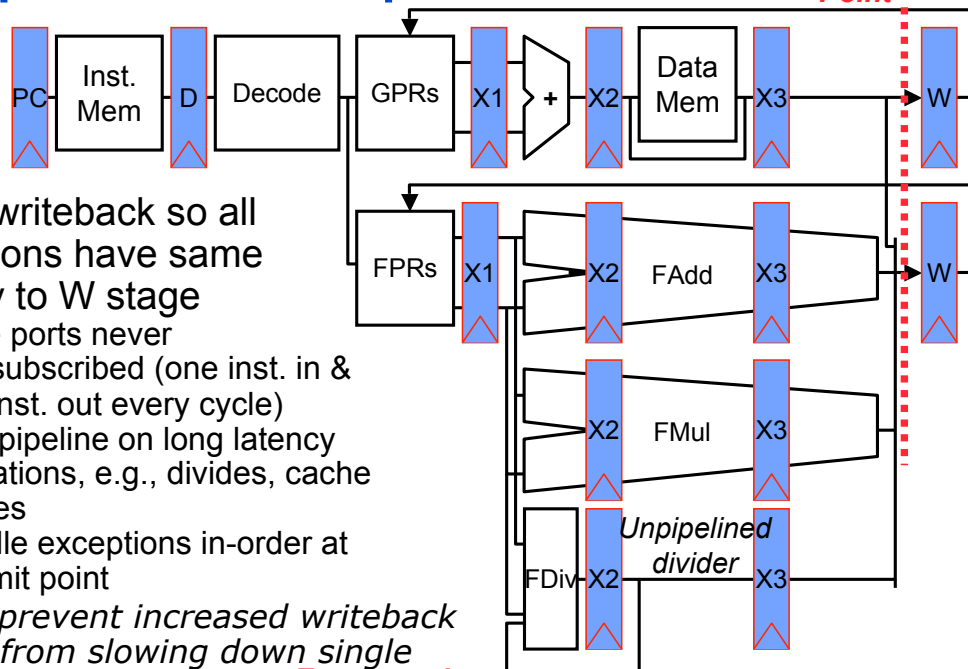 Point
PC
Inst.
Mem
D
Decode
GPRs
X1
+
X2
Data
Mem
X3
W
writeback so all
ons have same
to W stage
ports never
subscribed (one inst. in &
nst. out every cycle)
pipeline on long latency
ations, e.g., divides, cache
es
lle exceptions in-order at
mit point
prevent increased writeback
from slowing down single
FPRs
X1
X2
FAdd
X3
W
X2
FMul
X3
FDiv
X2
Unpipelined
divider
X3